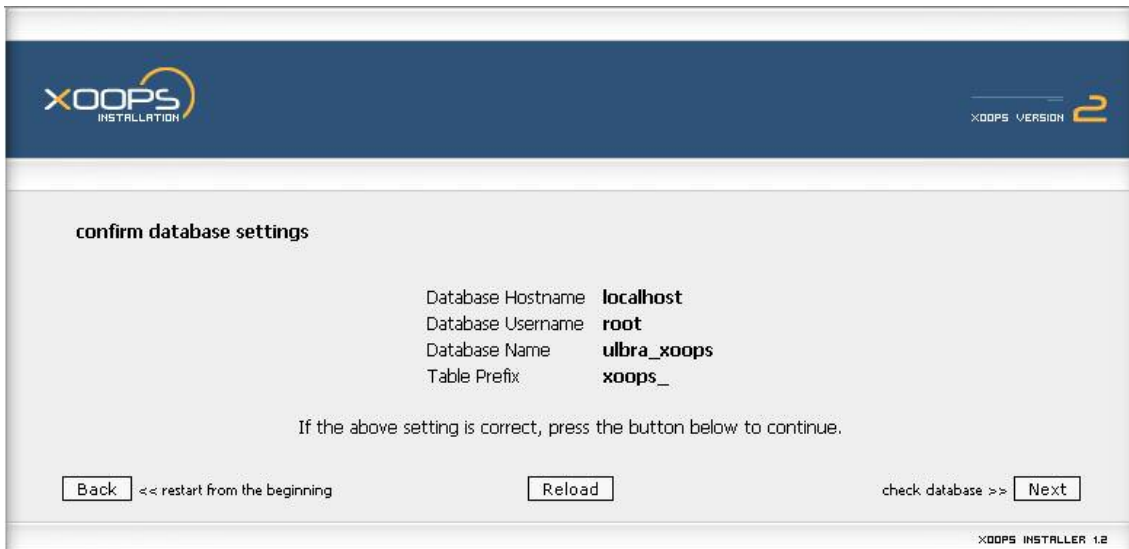 XOOPS
INSTALLATION
XOOPS VERSION 2
confirm database settings
Database Hostname localhost
Database Username root
Database Name ulbra_xoops
Table Prefix xoops_
If the above setting is correct, press the button below to continue.
Back << restart from the beginning Reload check database >> Next
XOOPS INSTALLER 1.2